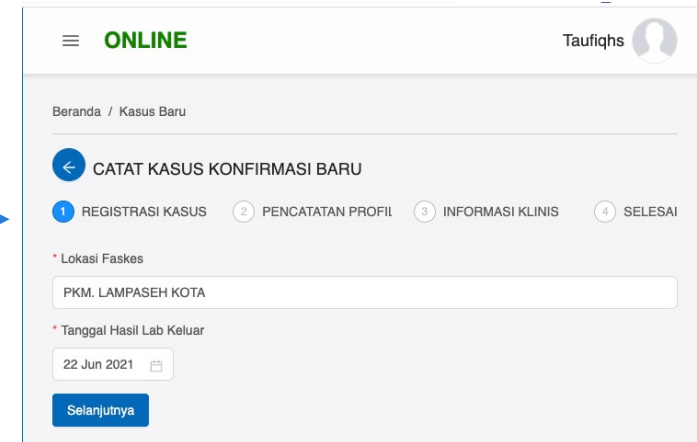 ONLINE Taufiqhs
Beranda / Kasus Baru
CATAT KASUS KONFIRMASI BARU
1 REGISTRASI KASUS 2 PENCATATAN PROFIL 3 INFORMASI KLINIS 4 SELESAI
* Lokasi Faskes
PKM. LAMPASEH KOTA
* Tanggal Hasil Lab Keluar
22 Jun 2021
Selanjutnya